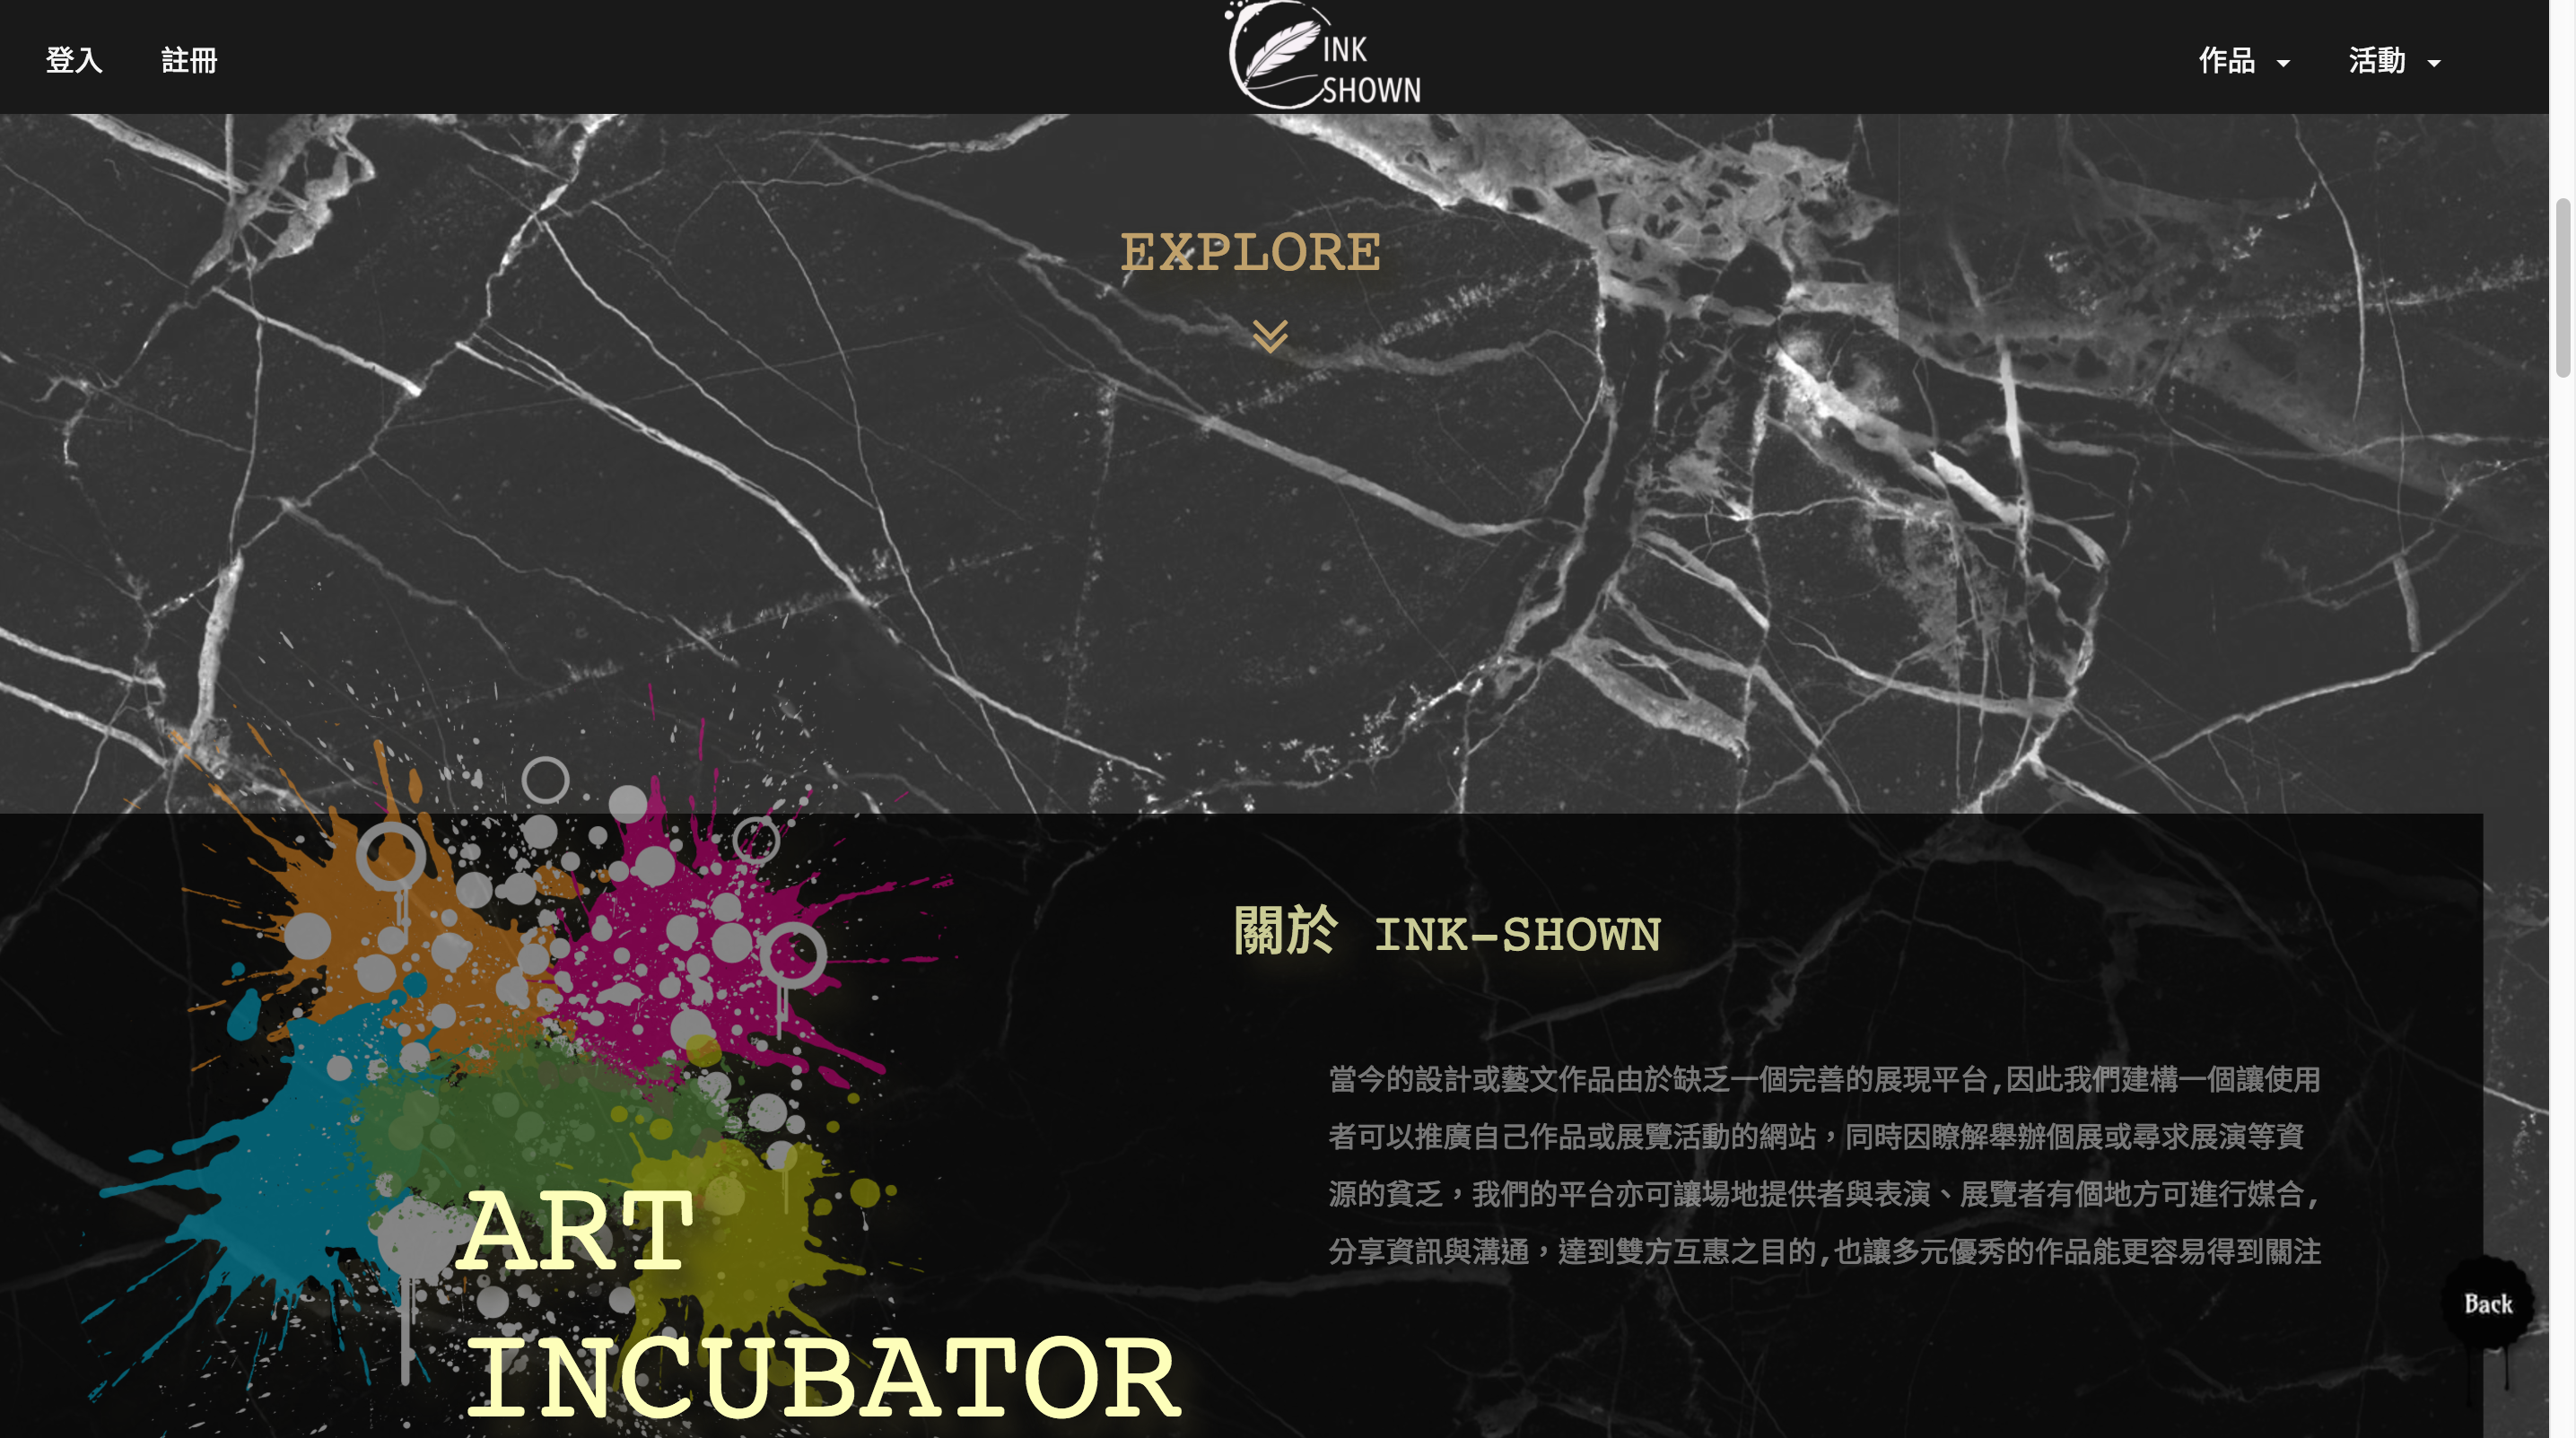 登入 註冊
INK
SHOWN
作品 活動
EXPLORE
關於 INK-SHOWN
當今的設計或藝文作品由於缺乏一個完善的展現平台,因此我們建構一個讓使用
者可以推廣自己作品或展覽活動的網站，同時因瞭解舉辦個展或尋求展演等資
源的貧乏，我們的平台亦可讓場地提供者與表演、展覽者有個地方可進行媒合,
分享資訊與溝通，達到雙方互惠之目的,也讓多元優秀的作品能更容易得到關注
ART
INCUBATOR
Back